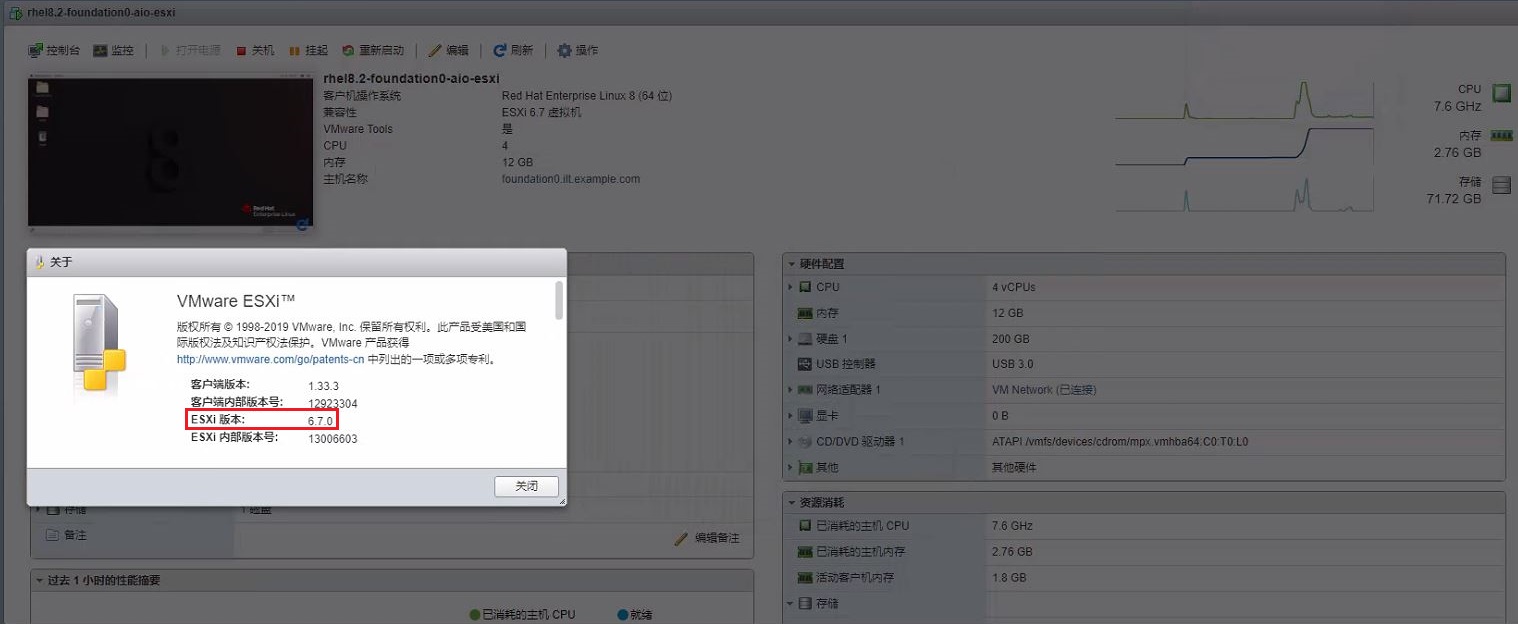 rhel8.2-foundation0-aio-esxi
控制台 监控 打开电源 关机 挂起 重新启动 编辑 刷新 操作
rhel8.2-foundation0-aio-esxi
客户机操作系统 Red Hat Enterprise Linux 8 (64 位)
兼容性 ESXi 6.7 虚拟机
VMware Tools 是
CPU 4
内存 12 GB
主机名称 foundation0.ilt.example.com
Red Hat
Enterprise Linux
CPU
7.6 GHz
内存
2.76 GB
存储
71.72 GB
关于
VMware ESXi™
版权所有 © 1998-2019 VMware, Inc. 保留所有权利。此产品受美国和国
际版权法及知识产权法保护。VMware 产品获得
http://www.vmware.com/go/patents-cn 中列出的一项或多项专利。
客户端版本: 1.33.3
客户端内部版本号: 12923304
ESXi 版本: 6.7.0
ESXi 内部版本号: 13006603
关闭
存储 1 磁盘
备注
编辑备注
过去 1 小时的性能摘要
已消耗的主机 CPU 就绪
硬件配置
CPU 4 vCPUs
内存 12 GB
硬盘 1 200 GB
USB 控制器 USB 3.0
网络适配器 1 VM Network (已连接)
显卡 0 B
CD/DVD 驱动器 1 ATAPI /vmfs/devices/cdrom/mpx.vmhba64:C0:T0:L0
其他 其他硬件
资源消耗
已消耗的主机 CPU 7.6 GHz
已消耗的主机内存 2.76 GB
活动客户机内存 1.8 GB
存储